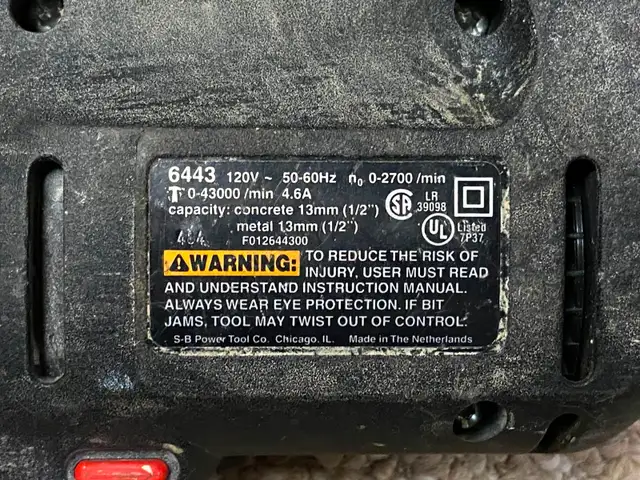 6443 120V ~ 50-60Hz n₀ 0-2700 /min
0-43000 /min 4.6A
capacity: concrete 13mm (1/2")
metal 13mm (1/2")
SA
LR
39098
UL
Listed
7P37
F012644300
WARNING: TO REDUCE THE RISK OF
INJURY, USER MUST READ
AND UNDERSTAND INSTRUCTION MANUAL.
ALWAYS WEAR EYE PROTECTION. IF BIT
JAMS, TOOL MAY TWIST OUT OF CONTROL.
S-B Power Tool Co. Chicago. IL. Made in The Netherlands